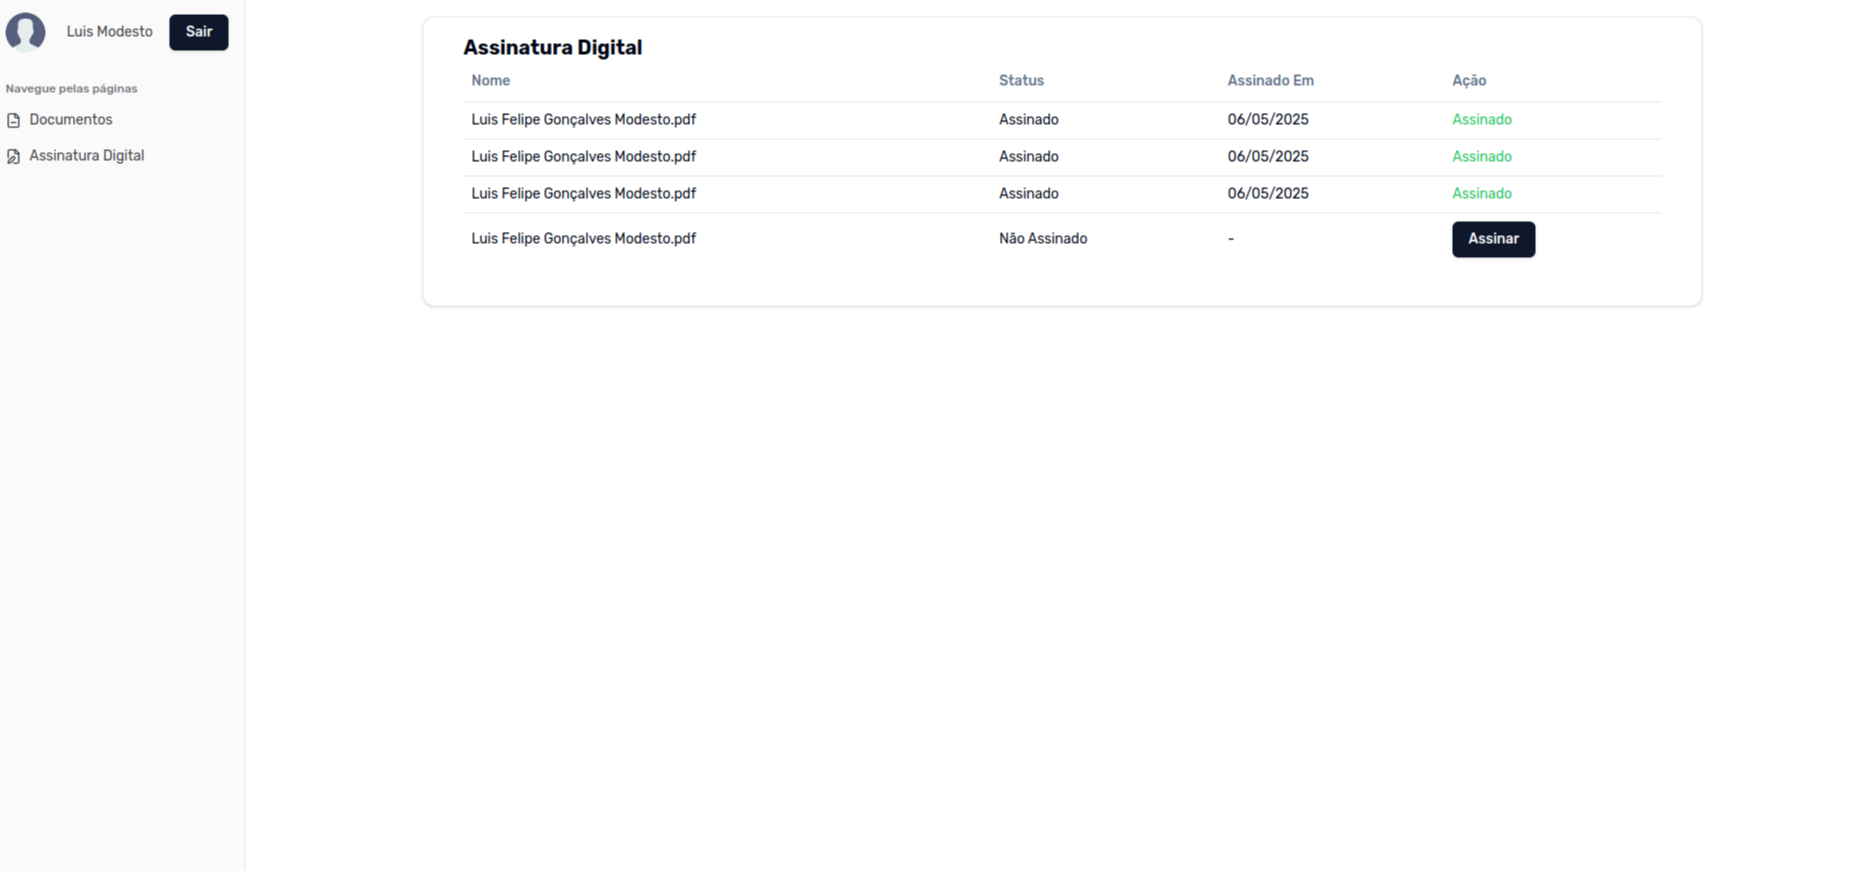 Luis Modesto
Sair
Navegue pelas páginas
Documentos
Assinatura Digital
Assinatura Digital
Nome Status Assinado Em Ação
Luis Felipe Gonçalves Modesto.pdf Assinado 06/05/2025 Assinado
Luis Felipe Gonçalves Modesto.pdf Assinado 06/05/2025 Assinado
Luis Felipe Gonçalves Modesto.pdf Assinado 06/05/2025 Assinado
Luis Felipe Gonçalves Modesto.pdf Não Assinado - Assinar